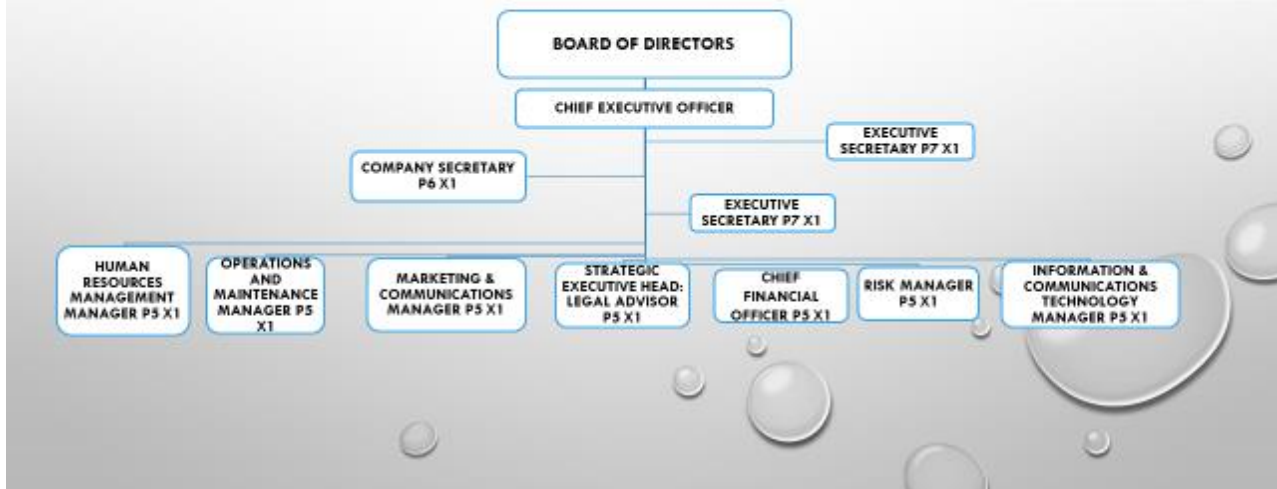 BOARD OF DIRECTORS
CHIEF EXECUTIVE OFFICER
EXECUTIVE
SECRETARY P7 X1
COMPANY SECRETARY
P6 X1
EXECUTIVE
SECRETARY P7 X1
HUMAN
RESOURCES
MANAGEMENT
MANAGER P5 X1
OPERATIONS
AND
MAINTENANCE
MANAGER P5
X1
MARKETING &
COMMUNICATIONS
MANAGER P5 X1
STRATEGIC
EXECUTIVE HEAD:
LEGAL ADVISOR
P5 X1
CHIEF
FINANCIAL
OFFICER P5 X1
RISK MANAGER
P5 X1
INFORMATION &
COMMUNICATIONS
TECHNOLOGY
MANAGER P5 X1